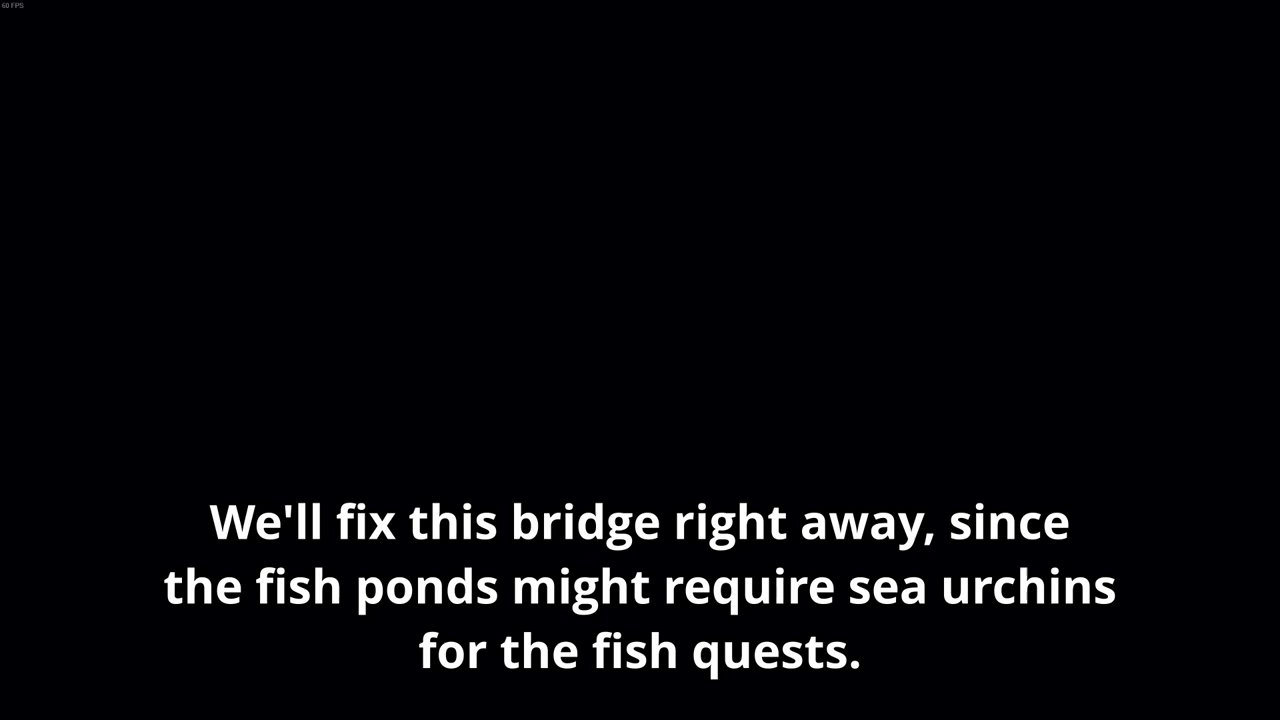 60 FPS
We'll fix this bridge right away, since
the fish ponds might require sea urchins
for the fish quests.